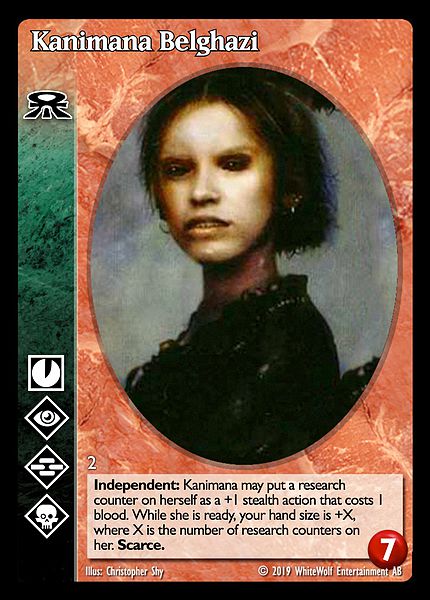 Kanimana Belghazi
2
Independent: Kanimana may put a research
counter on herself as a +1 stealth action that costs 1
blood. While she is ready, your hand size is +X,
where X is the number of research counters on
her. Scarce.
7
Illus: Christopher Shy © 2019 WhiteWolf Entertainment AB